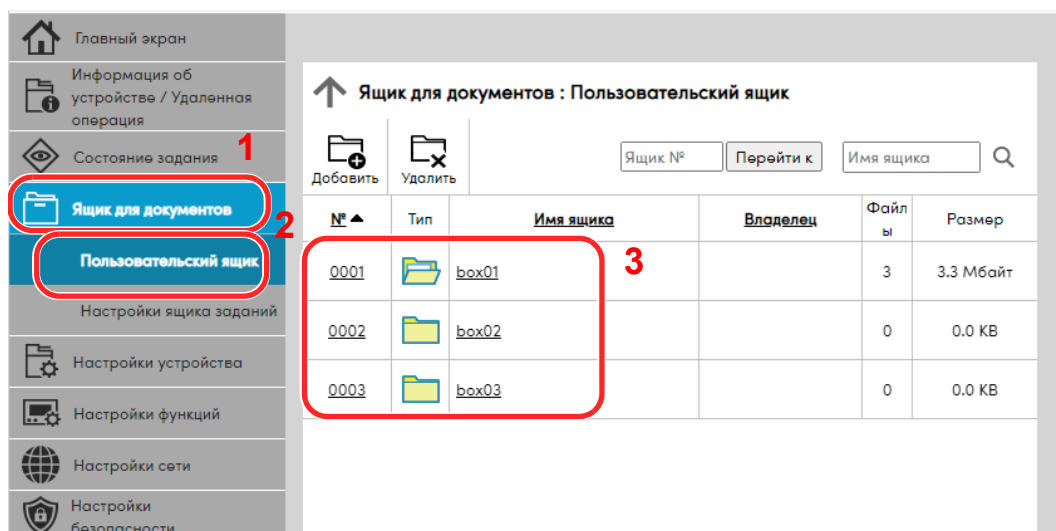 Главный экран
Информация об
устройстве / Удаленная
операция
Состояние задания
1
Ящик для документов
2
Пользовательский ящик
Настройки ящика заданий
Настройки устройства
Настройки функций
Настройки сети
Настройки
безопасности
Ящик для документов : Пользовательский ящик
Добавить Удалить
Ящик № Перейти к Имя ящика
№ Тип Имя ящика Владелец Файл
ы Размер
3
0001 box01 3 3.3 Мбайт
0002 box02 0 0.0 KB
0003 box03 0 0.0 KB